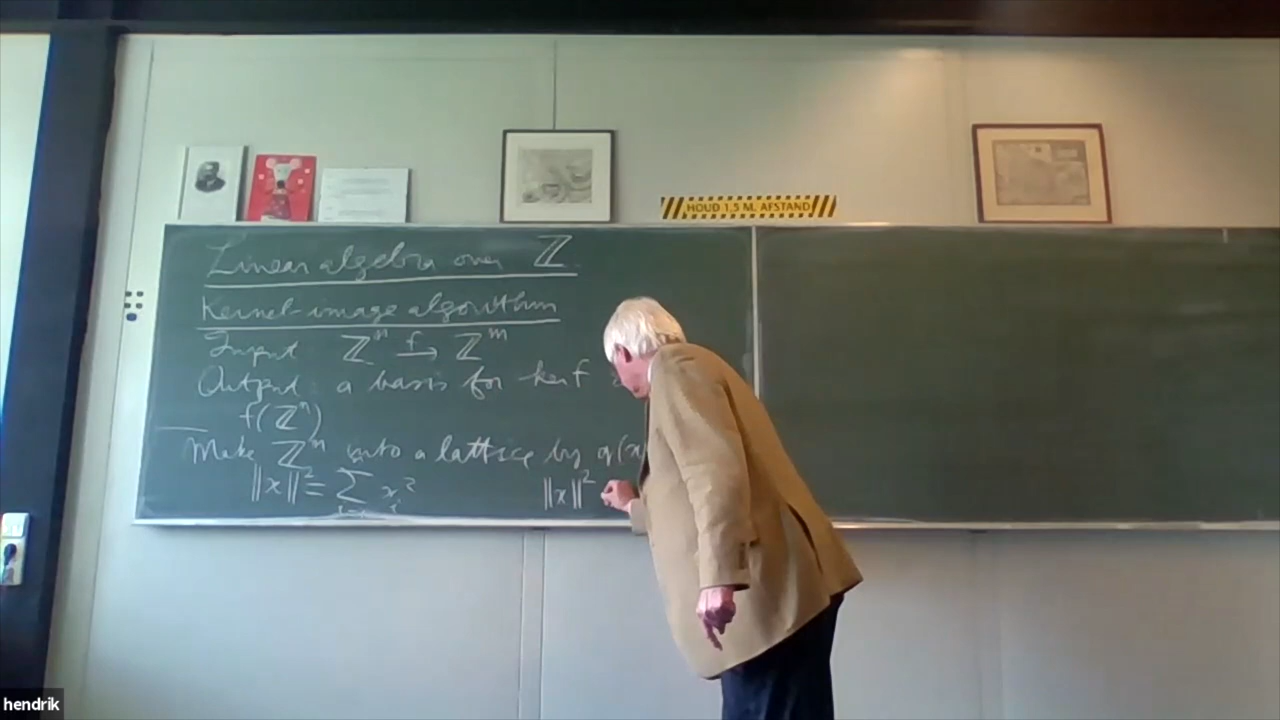 HOUD 1,5 M. AFSTAND
Linear algebra over ℤ
Kernel-image algorithm
Input ℤⁿ →f ℤᵐ
Output a basis for ker f
f(ℤⁿ)
Make ℤᵐ into a lattice by q(x)
‖x‖² = Σ xᵢ² ‖x‖²
hendrik